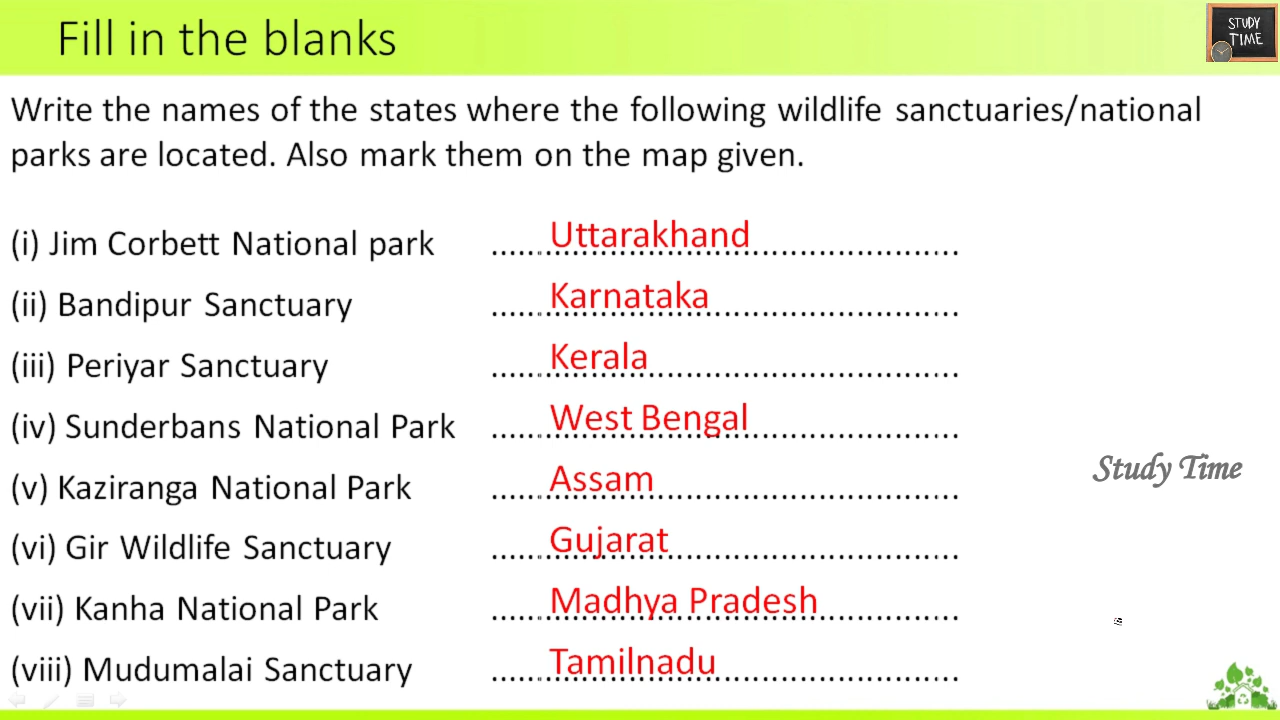 Fill in the blanks
STUDY
TIME
Write the names of the states where the following wildlife sanctuaries/national
parks are located. Also mark them on the map given.
(i) Jim Corbett National park ...... Uttarakhand ......
(ii) Bandipur Sanctuary ...... Karnataka ......
(iii) Periyar Sanctuary ...... Kerala ......
(iv) Sunderbans National Park ...... West Bengal ......
(v) Kaziranga National Park ...... Assam ......
Study Time
(vi) Gir Wildlife Sanctuary ...... Gujarat ......
(vii) Kanha National Park ...... Madhya Pradesh ......
(viii) Mudumalai Sanctuary ...... Tamilnadu ......